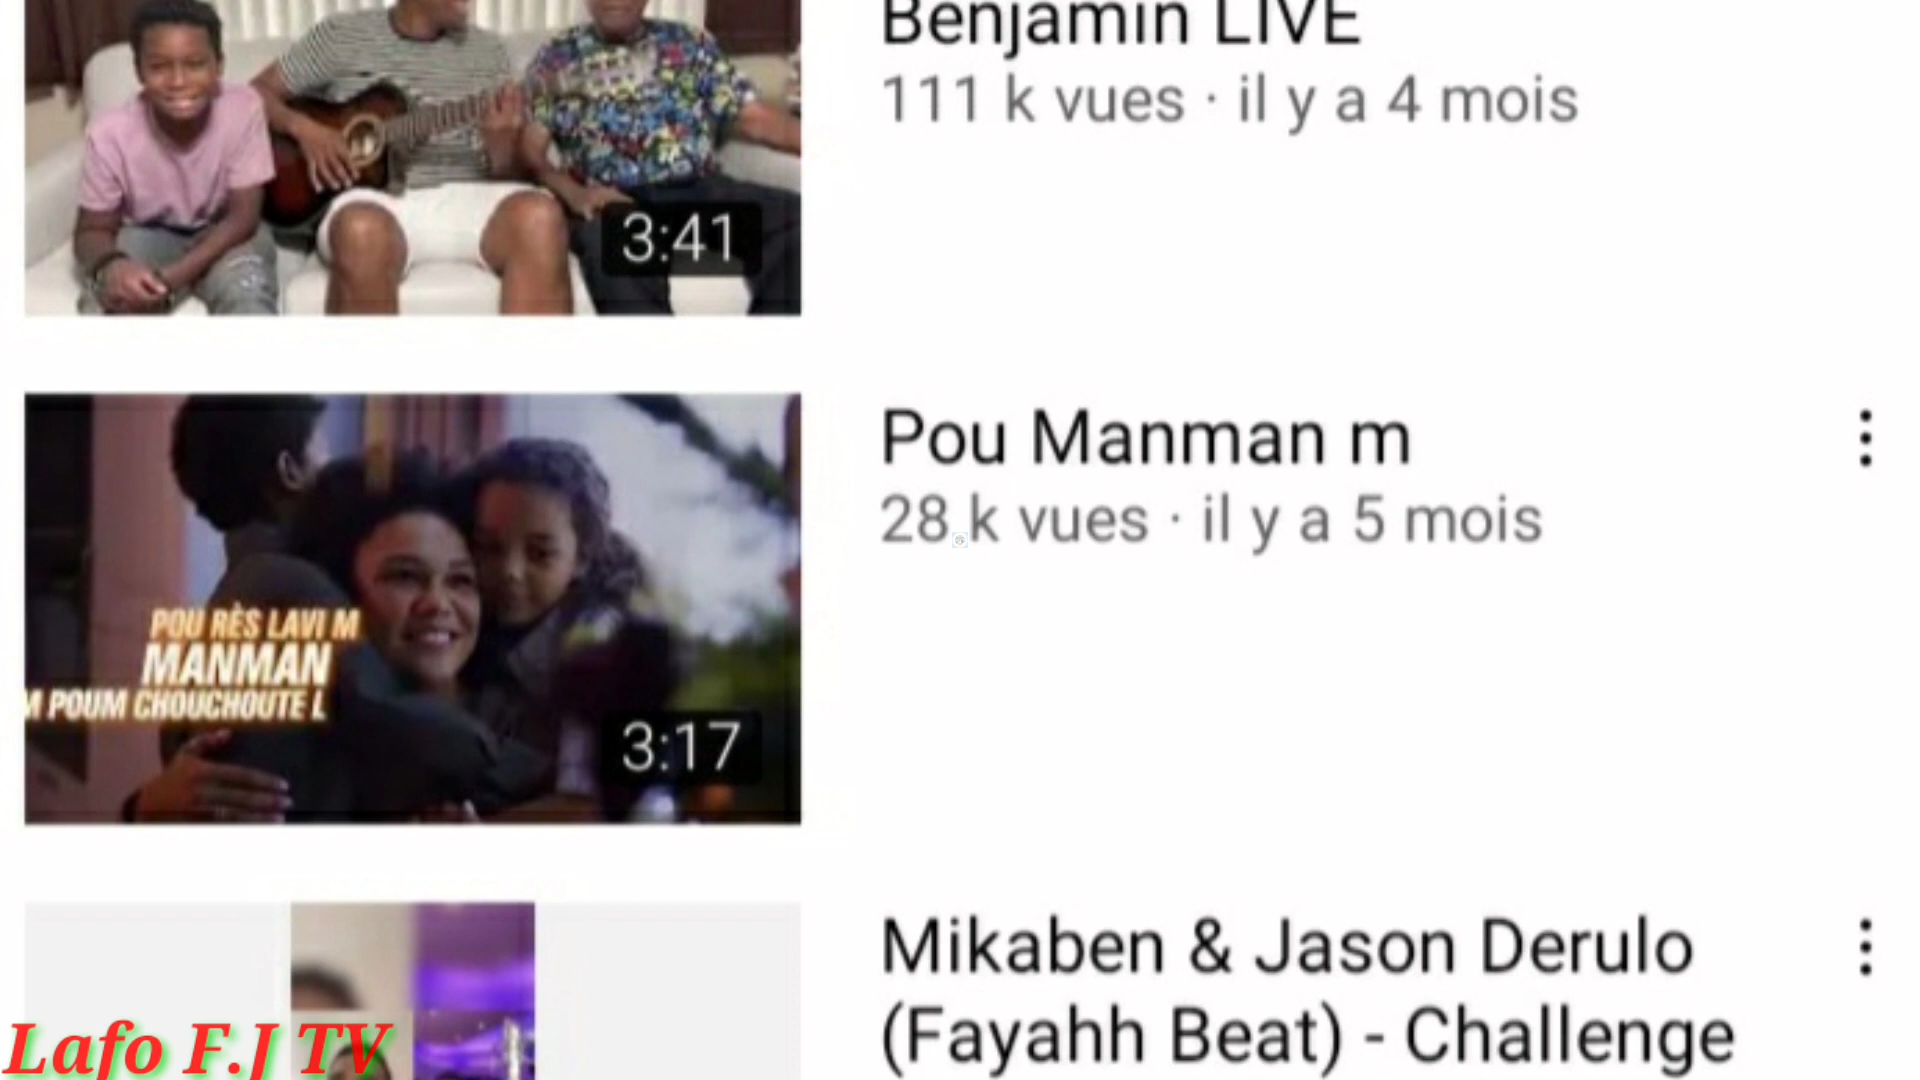 Benjamin LIVE
111 k vues · il y a 4 mois
3:41
Pou Manman m
28 k vues · il y a 5 mois
POU RÈS LAVI M
MANMAN
M POUM CHOUCHOUTE L
3:17
Mikaben & Jason Derulo
(Fayahh Beat) - Challenge
Lafo F.J TV